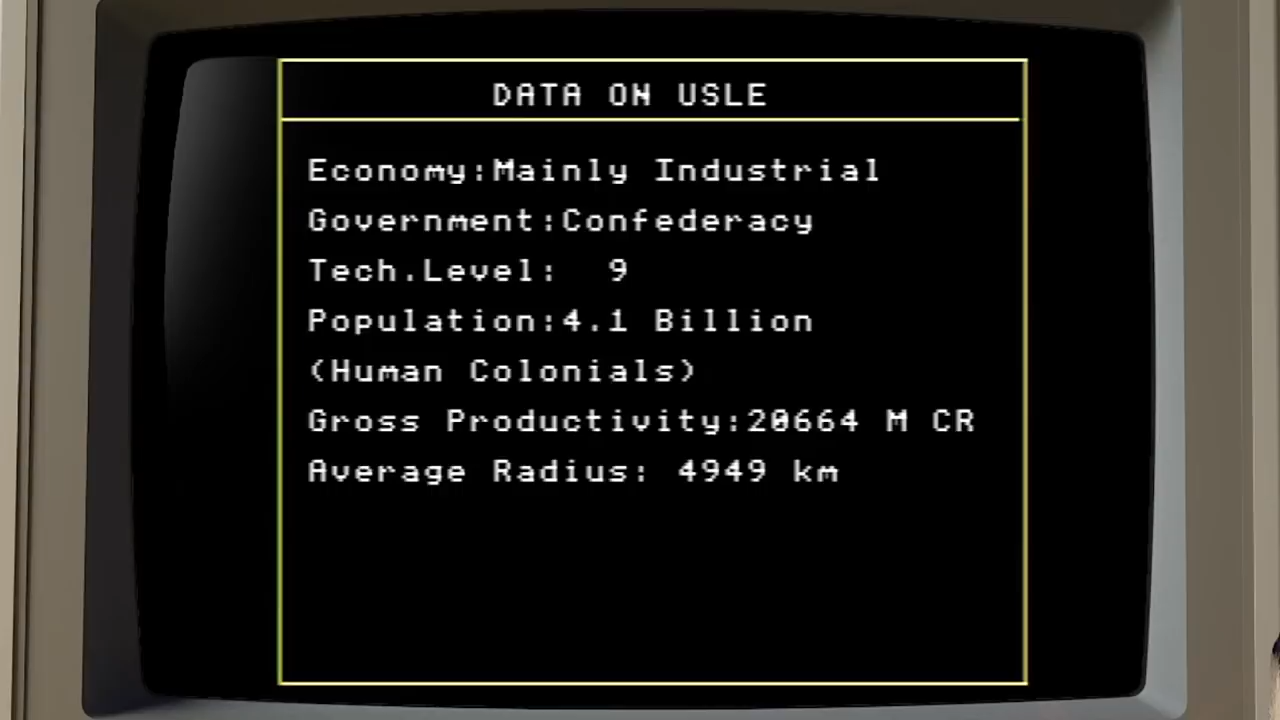 DATA ON USLE
Economy:Mainly Industrial
Government:Confederacy
Tech.Level:  9
Population:4.1 Billion
(Human Colonials)
Gross Productivity:20664 M CR
Average Radius: 4949 km